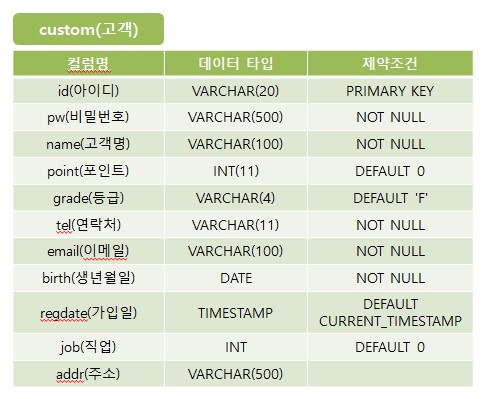 custom(고객)
컬럼명 데이터 타입 제약조건
id(아이디) VARCHAR(20) PRIMARY KEY
pw(비밀번호) VARCHAR(500) NOT NULL
name(고객명) VARCHAR(100) NOT NULL
point(포인트) INT(11) DEFAULT 0
grade(등급) VARCHAR(4) DEFAULT 'F'
tel(연락처) VARCHAR(11) NOT NULL
email(이메일) VARCHAR(100) NOT NULL
birth(생년월일) DATE NOT NULL
regdate(가입일) TIMESTAMP DEFAULT
CURRENT_TIMESTAMP
job(직업) INT DEFAULT 0
addr(주소) VARCHAR(500)